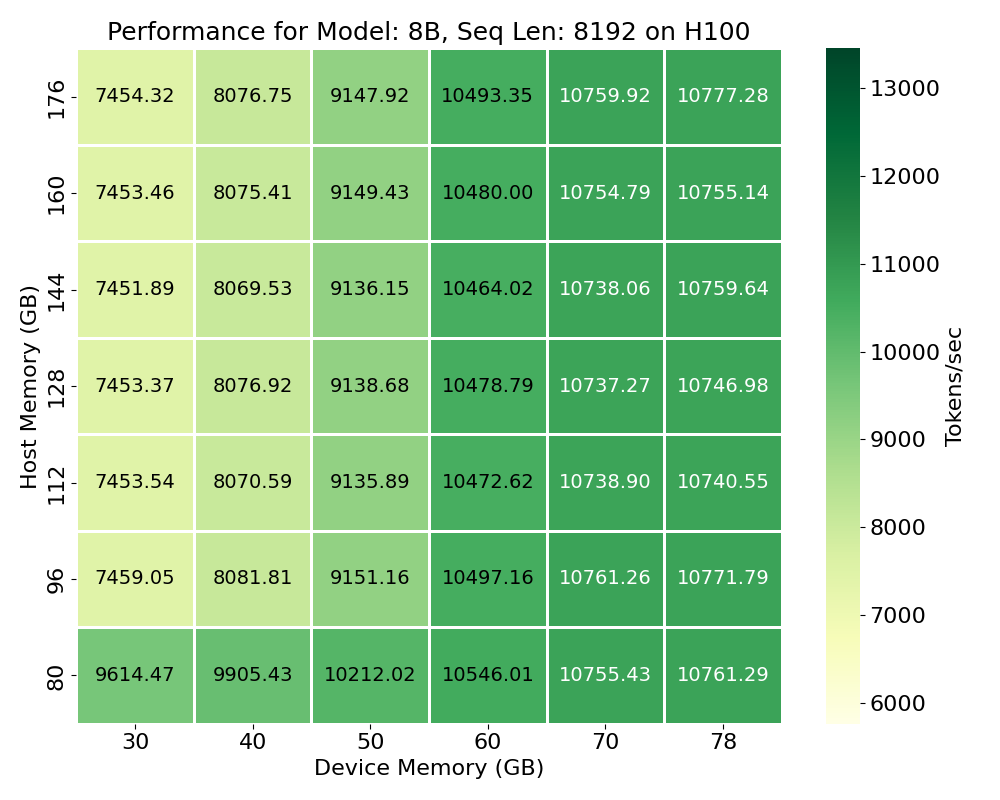 Performance for Model: 8B, Seq Len: 8192 on H100
176 7454.32 8076.75 9147.92 10493.35 10759.92 10777.28
160 7453.46 8075.41 9149.43 10480.00 10754.79 10755.14
144 7451.89 8069.53 9136.15 10464.02 10738.06 10759.64
128 7453.37 8076.92 9138.68 10478.79 10737.27 10746.98
112 7453.54 8070.59 9135.89 10472.62 10738.90 10740.55
96 7459.05 8081.81 9151.16 10497.16 10761.26 10771.79
80 9614.47 9905.43 10212.02 10546.01 10755.43 10761.29
30 40 50 60 70 78
Device Memory (GB)
Host Memory (GB)
13000
12000
11000
10000
9000
8000
7000
6000
Tokens/sec